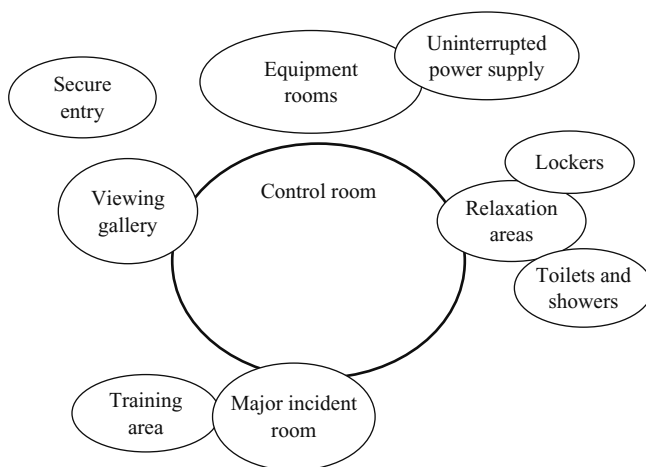 Uninterrupted
power supply
Equipment
rooms
Secure
entry
Lockers
Control room
Viewing
gallery
Relaxation
areas
Toilets and
showers
Training
area
Major incident
room